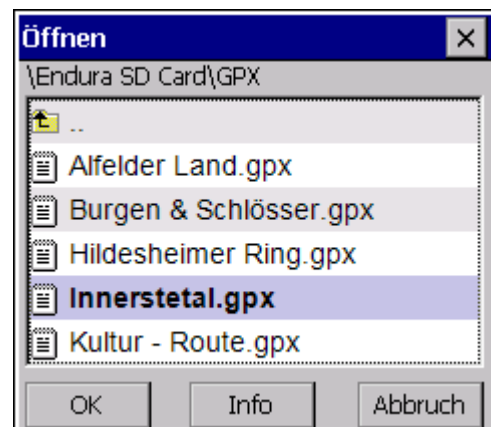 Öffnen
\Endura SD Card\GPX
..
Alfelder Land.gpx
Burgen & Schlösser.gpx
Hildesheimer Ring.gpx
Innerstetal.gpx
Kultur - Route.gpx
OK Info Abbruch